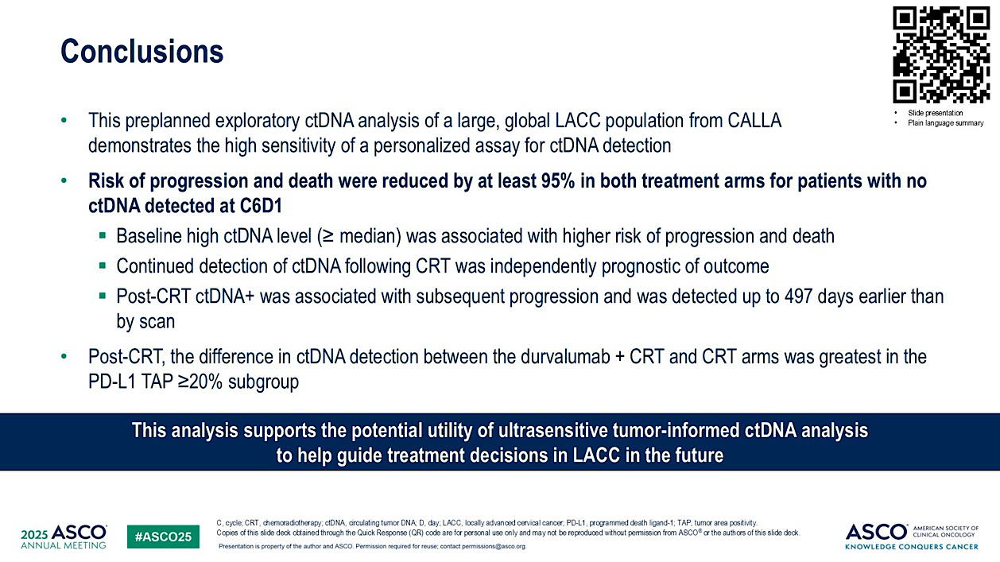 Conclusions
• Slide presentation
• Plain language summary
• This preplanned exploratory ctDNA analysis of a large, global LACC population from CALLA
demonstrates the high sensitivity of a personalized assay for ctDNA detection
• Risk of progression and death were reduced by at least 95% in both treatment arms for patients with no
ctDNA detected at C6D1
▪ Baseline high ctDNA level (≥ median) was associated with higher risk of progression and death
▪ Continued detection of ctDNA following CRT was independently prognostic of outcome
▪ Post-CRT ctDNA+ was associated with subsequent progression and was detected up to 497 days earlier than
by scan
• Post-CRT, the difference in ctDNA detection between the durvalumab + CRT and CRT arms was greatest in the
PD-L1 TAP ≥20% subgroup
This analysis supports the potential utility of ultrasensitive tumor-informed ctDNA analysis
to help guide treatment decisions in LACC in the future
2025 ASCO®
ANNUAL MEETING
#ASCO25
C, cycle; CRT, chemoradiotherapy; ctDNA, circulating tumor DNA; D, day; LACC, locally advanced cervical cancer; PD-L1, programmed death ligand-1; TAP, tumor area positivity.
Copies of this slide deck obtained through the Quick Response (QR) code are for personal use only and may not be reproduced without permission from ASCO® or the authors of this slide deck.
Presentation is property of the author and ASCO. Permission required for reuse; contact permissions@asco.org.
ASCO® AMERICAN SOCIETY OF
CLINICAL ONCOLOGY
KNOWLEDGE CONQUERS CANCER